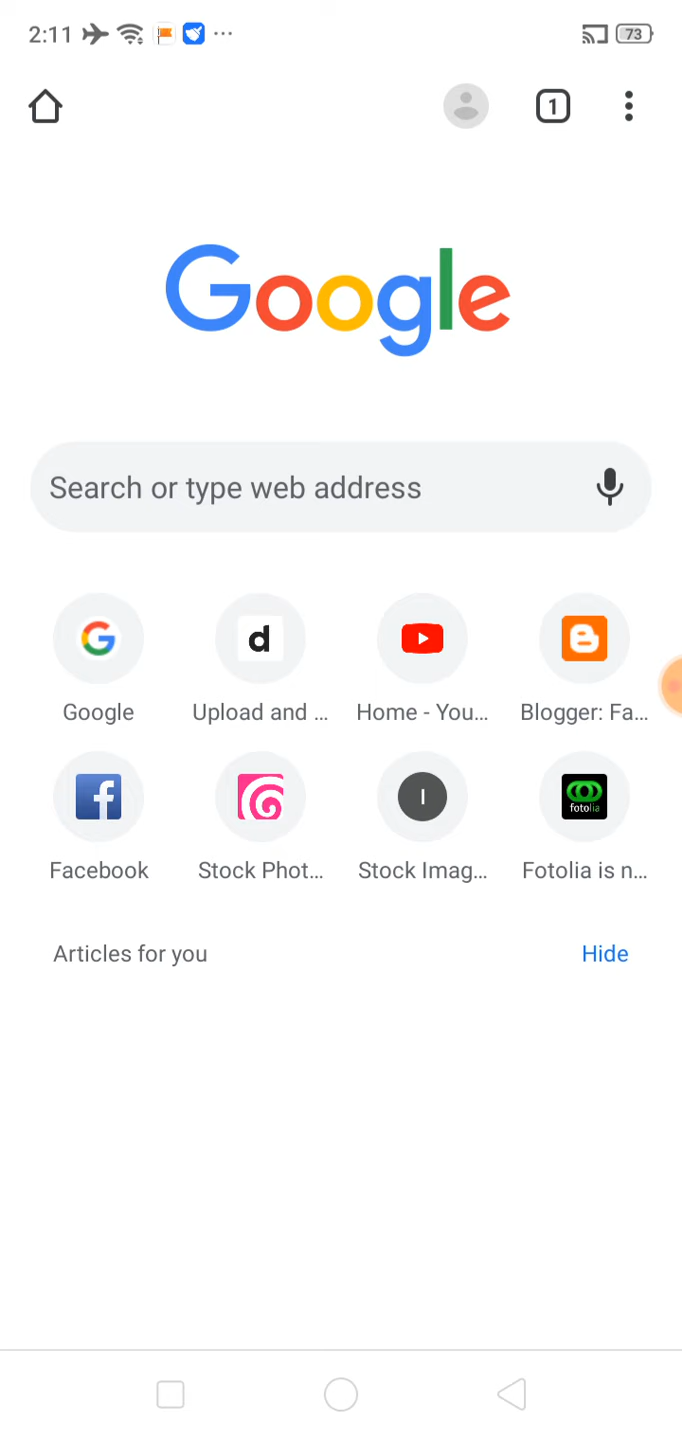 2:11 73
1
Google
Search or type web address
d
Google Upload and ... Home - You... Blogger: Fa...
f I fotolia
Facebook Stock Phot... Stock Imag... Fotolia is n...
Articles for you Hide